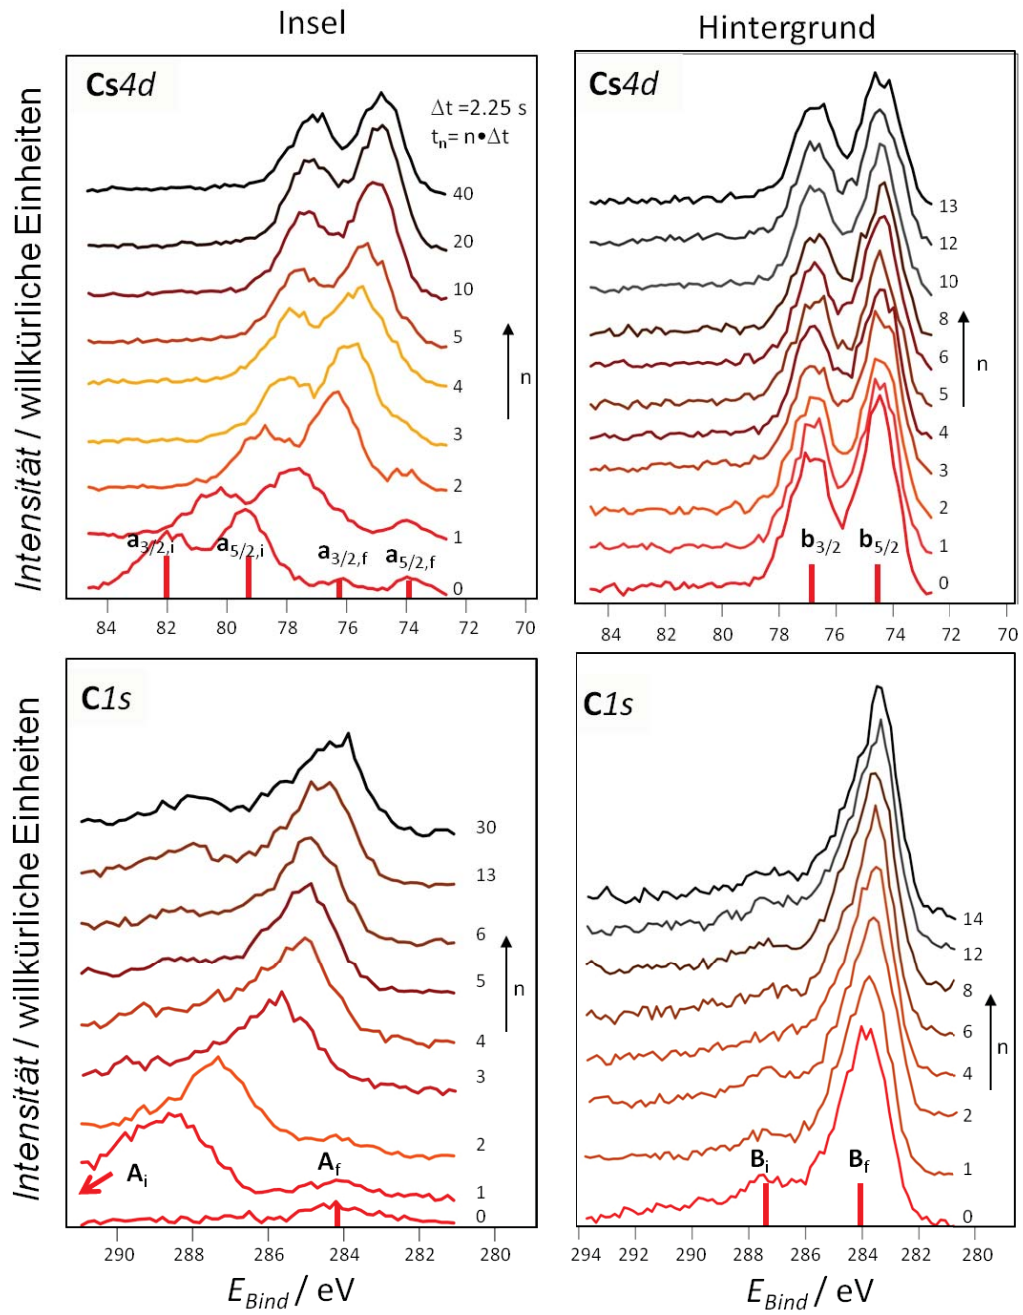 Insel
Hintergrund
Intensität / willkürliche Einheiten
Cs4d
Δt =2.25 s
tn= n•Δt
40
20
10
5
4
3
2
1
0
n
a3/2,i
a5/2,i
a3/2,f
a5/2,f
84 82 80 78 76 74 72 70
Cs4d
13
12
10
8
6
5
4
3
2
1
0
n
b3/2
b5/2
84 82 80 78 76 74 72 70
Intensität / willkürliche Einheiten
C1s
30
13
6
5
4
3
2
1
0
n
Ai
Af
290 288 286 284 282 280
EBind / eV
C1s
14
12
8
6
4
2
1
0
n
Bi
Bf
294 292 290 288 286 284 282 280
EBind / eV